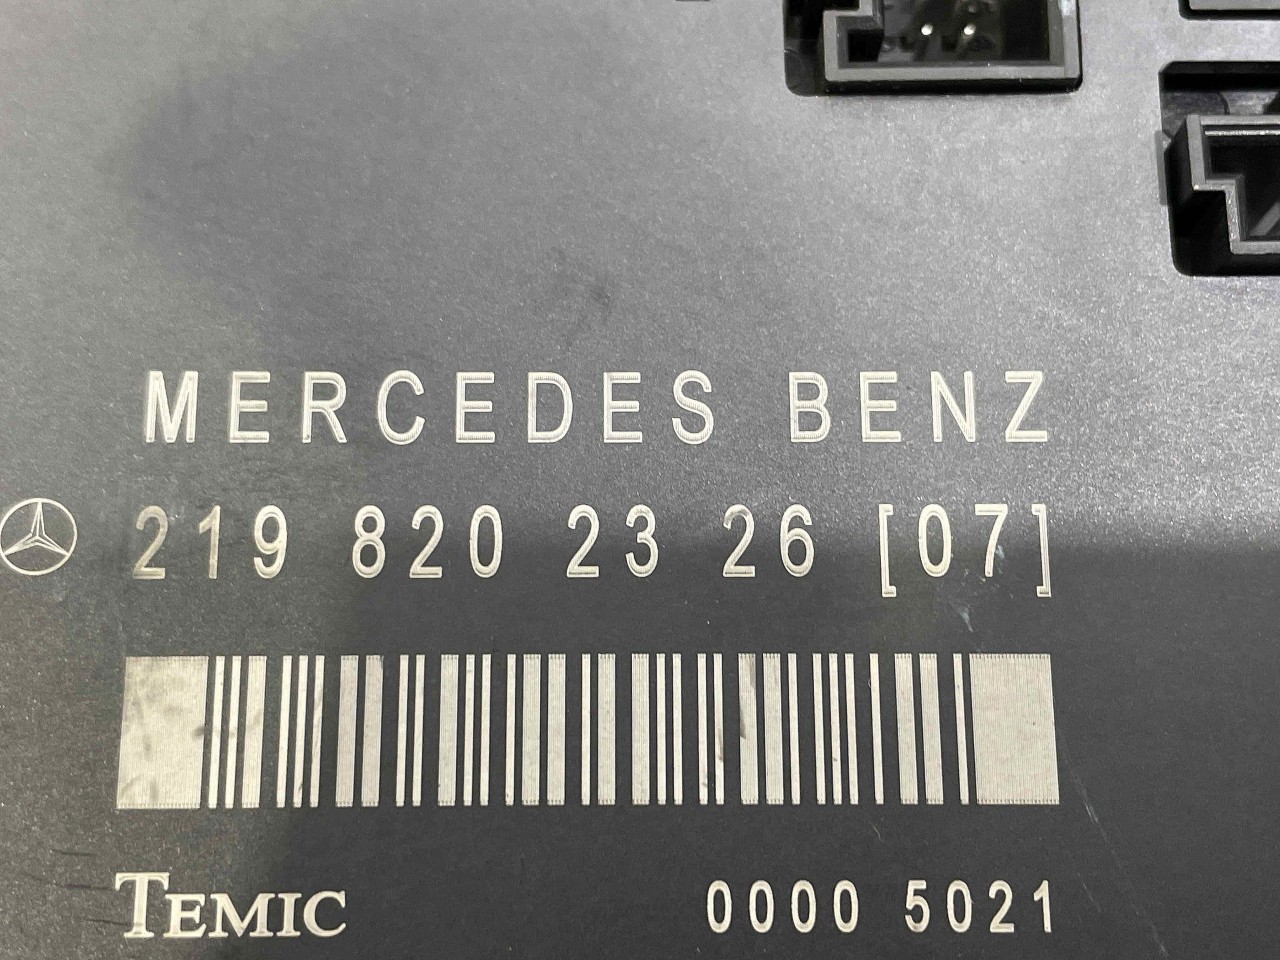 MERCEDES BENZ
219 820 23 26 [07]
TEMIC 0000 5021